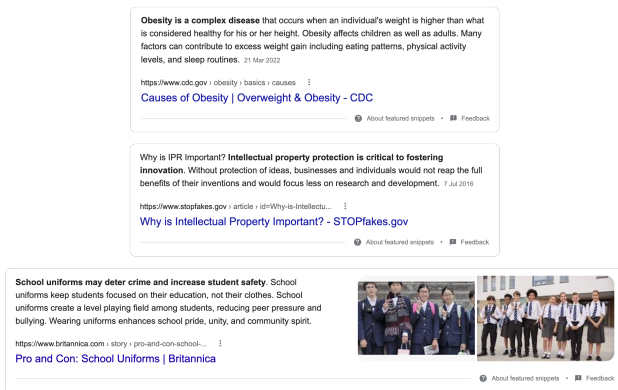 Obesity is a complex disease that occurs when an individual's weight is higher than what
is considered healthy for his or her height. Obesity affects children as well as adults. Many
factors can contribute to excess weight gain including eating patterns, physical activity
levels, and sleep routines. 21 Mar 2022
https://www.cdc.gov › obesity › basics › causes
Causes of Obesity | Overweight & Obesity - CDC
About featured snippets • Feedback
Why is IPR Important? Intellectual property protection is critical to fostering
innovation. Without protection of ideas, businesses and individuals would not reap the full
benefits of their inventions and would focus less on research and development. 7 Jul 2016
https://www.stopfakes.gov › article › id=Why-is-Intellectu...
Why is Intellectual Property Important? - STOPfakes.gov
About featured snippets • Feedback
School uniforms may deter crime and increase student safety. School
uniforms keep students focused on their education, not their clothes. School
uniforms create a level playing field among students, reducing peer pressure and
bullying. Wearing uniforms enhances school pride, unity, and community spirit.
https://www.britannica.com › story › pro-and-con-school-...
Pro and Con: School Uniforms | Britannica
About featured snippets • Feedback